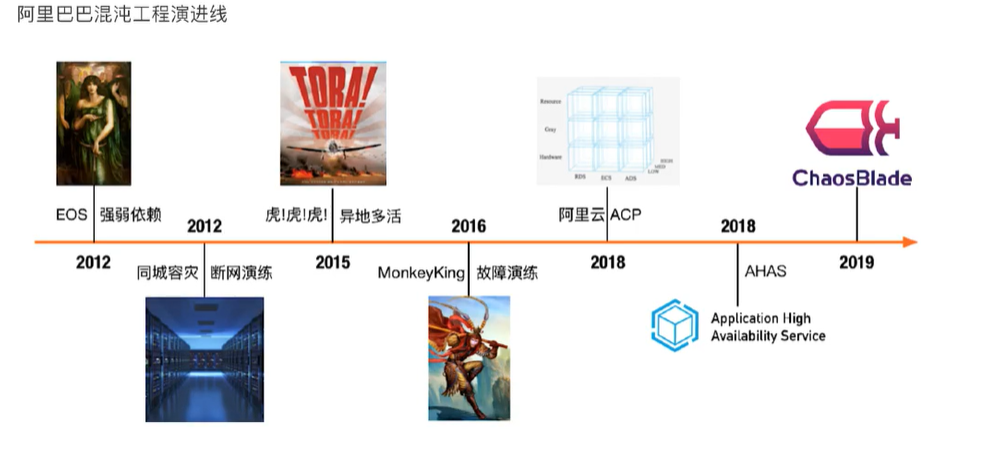 阿里巴巴混沌工程演进线
TORA!
TORA!
TORA!
Resource
Gray
Hardware
RDS ECS ADS
HIGH
MED
LOW
ChaosBlade
EOS 强弱依赖
2012
虎!虎!虎! 异地多活
2016
阿里云 ACP
2018
2012
同城容灾 断网演练
2015
MonkeyKing 故障演练
2018
AHAS
2019
Application High
Availability Service